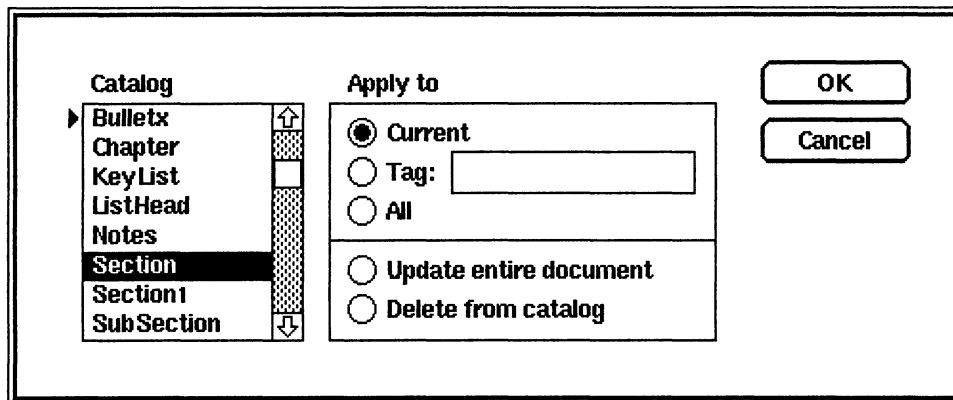 Catalog
Bulletx
Chapter
KeyList
ListHead
Notes
Section
Section1
SubSection
Apply to
Current
Tag:
All
Update entire document
Delete from catalog
OK
Cancel